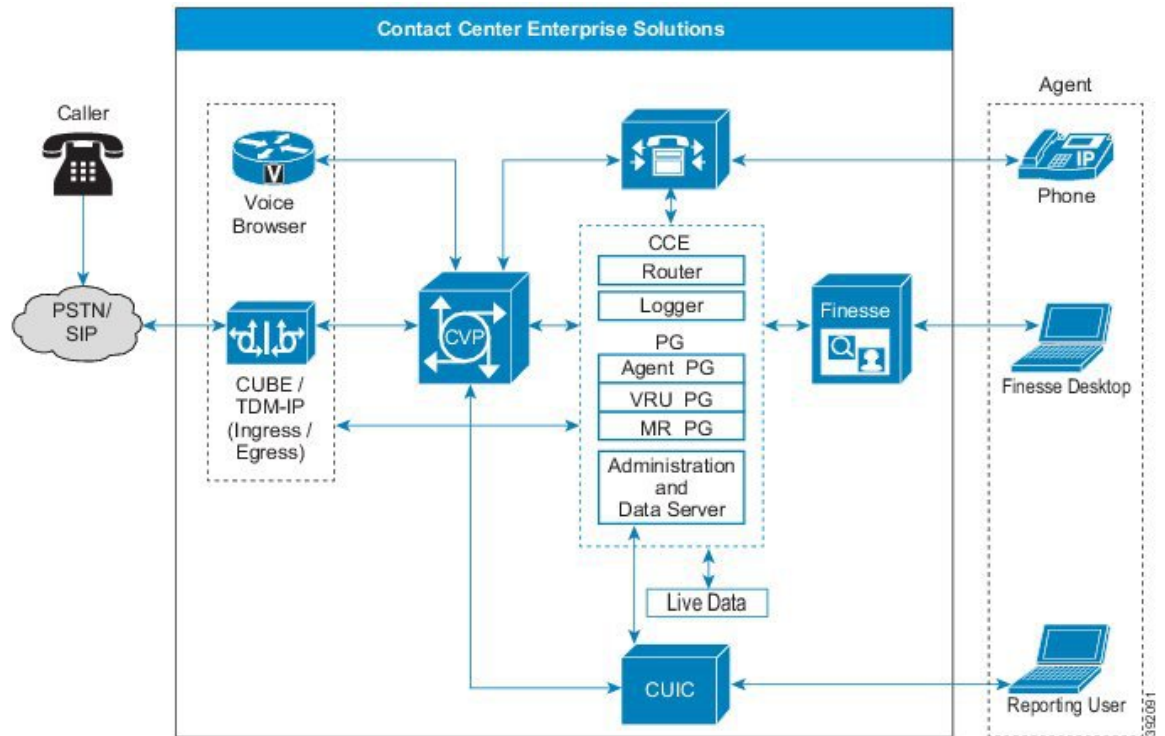 Contact Center Enterprise Solutions
Caller
PSTN/
SIP
V
Voice
Browser
CUBE /
TDM-IP
(Ingress /
Egress)
CVP
CCE
Router
Logger
PG
Agent PG
VRU PG
MR PG
Administration
and
Data Server
Live Data
CUIC
Finesse
Agent
IP
Phone
Finesse Desktop
Reporting User
392091